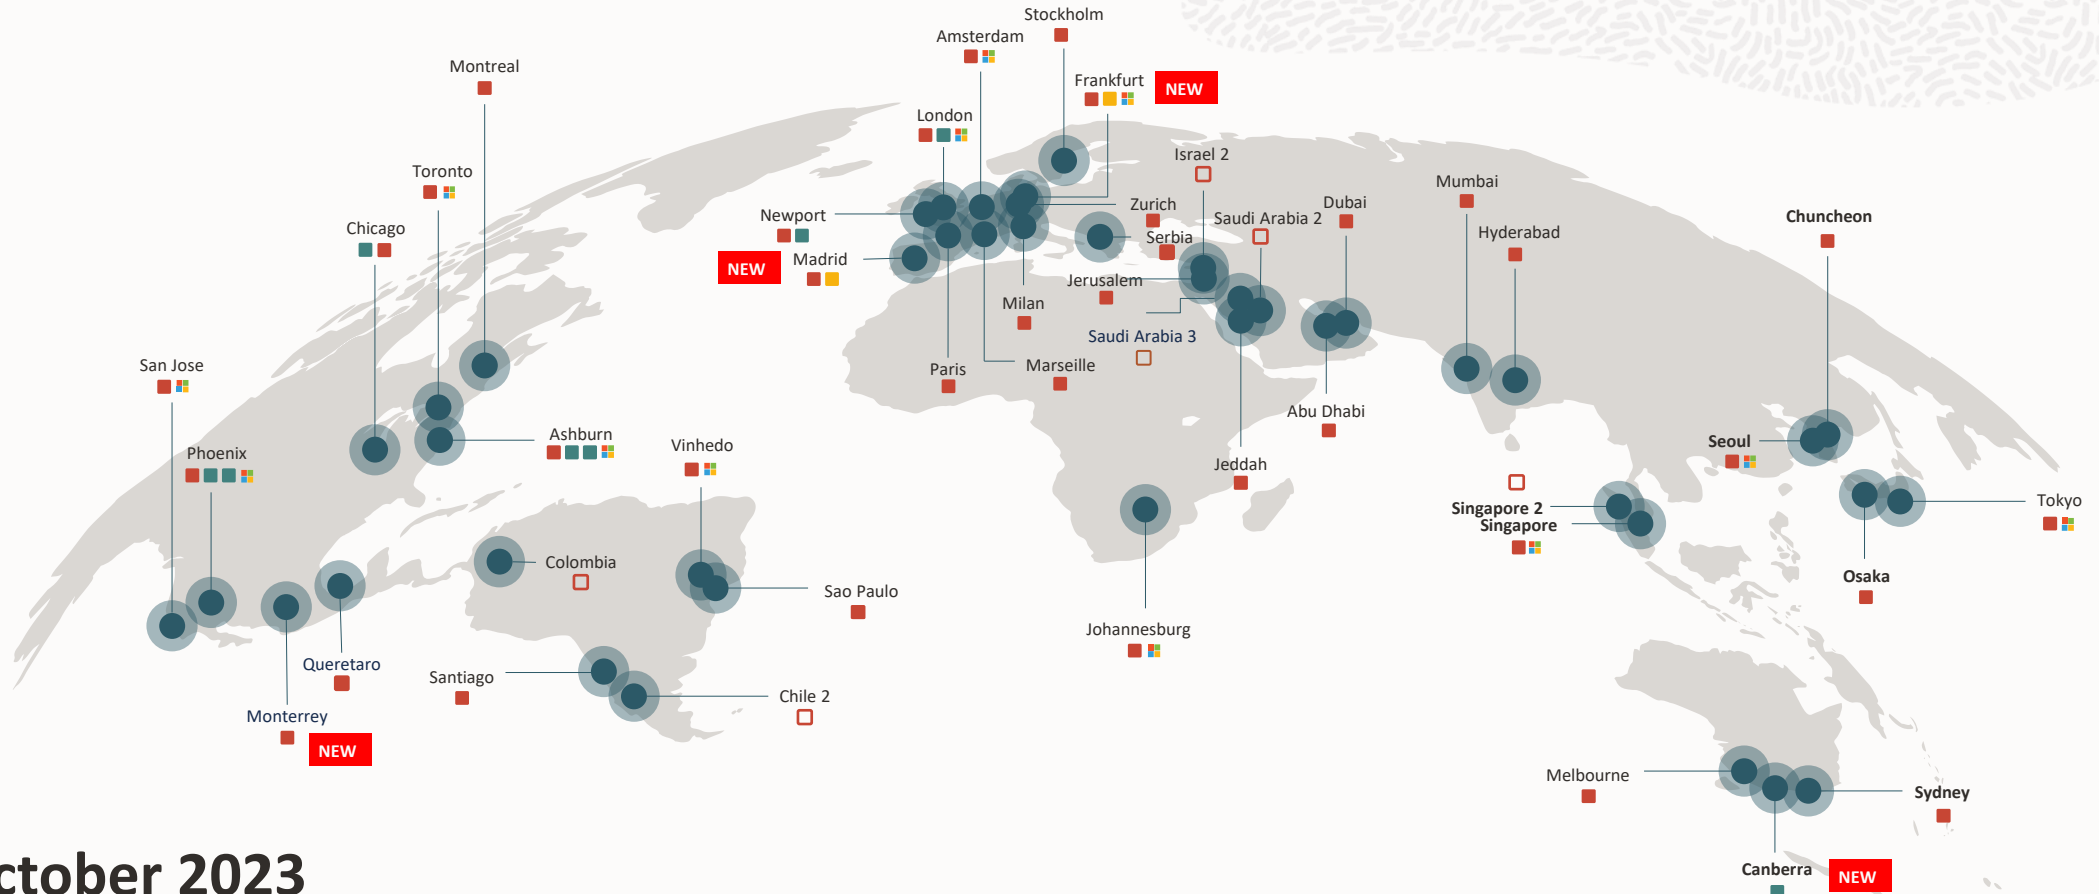 Stockholm
Amsterdam
Montreal
Frankfurt
NEW
London
Israel 2
Toronto
Mumbai
Zurich
Dubai
Newport
Saudi Arabia 2
Chuncheon
Chicago
Serbia
Hyderabad
NEW
Madrid
Jerusalem
Milan
Saudi Arabia 3
San Jose
Paris
Marseille
Abu Dhabi
Ashburn
Vinhedo
Seoul
Phoenix
Jeddah
Singapore 2
Singapore
Tokyo
Colombia
Osaka
Sao Paulo
Johannesburg
Queretaro
Santiago
Chile 2
Monterrey
NEW
Melbourne
Sydney
ctober 2023
Canberra
NEW